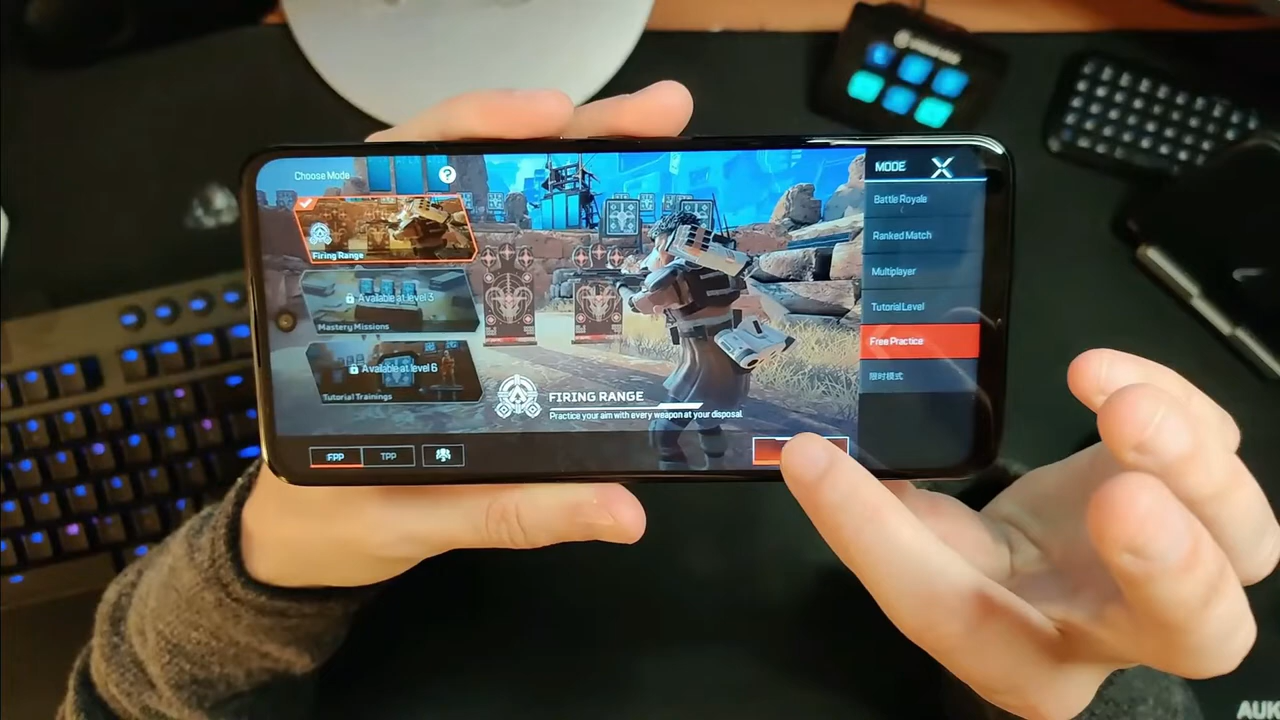 Choose Mode
?
Firing Range
Available at level 3
Mastery Missions
Available at level 6
Tutorial Trainings
FPP
TPP
FIRING RANGE
Practice your aim with every weapon at your disposal
MODE
X
Battle Royale
Ranked Match
Multiplayer
Tutorial Level
Free Practice
限时模式
AUK